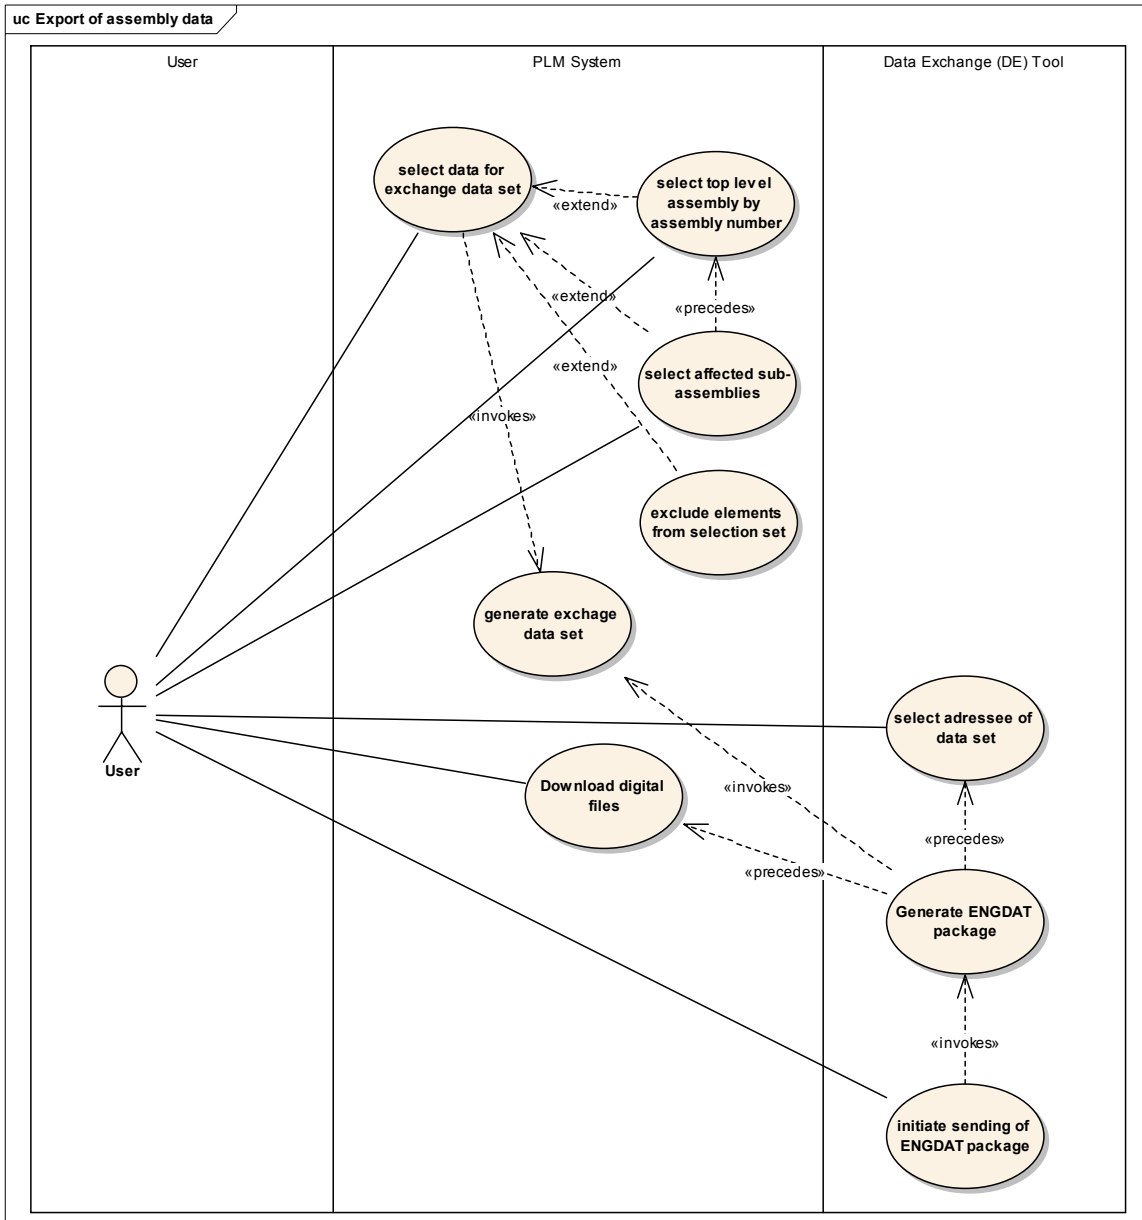 uc Export of assembly data
User
PLM System
Data Exchange (DE) Tool
select data for
exchange data set
select top level
assembly by
assembly number
«extend»
«extend»
«precedes»
«extend»
select affected sub-
assemblies
«invokes»
exclude elements
from selection set
generate exchage
data set
select adressee of
data set
User
Download digital
files
«invokes»
«precedes»
«precedes»
Generate ENGDAT
package
«invokes»
initiate sending of
ENGDAT package